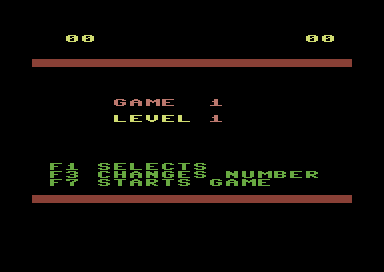 00 00
GAME 1
LEVEL 1
F1 SELECTS
F3 CHANGES NUMBER
F7 STARTS GAME